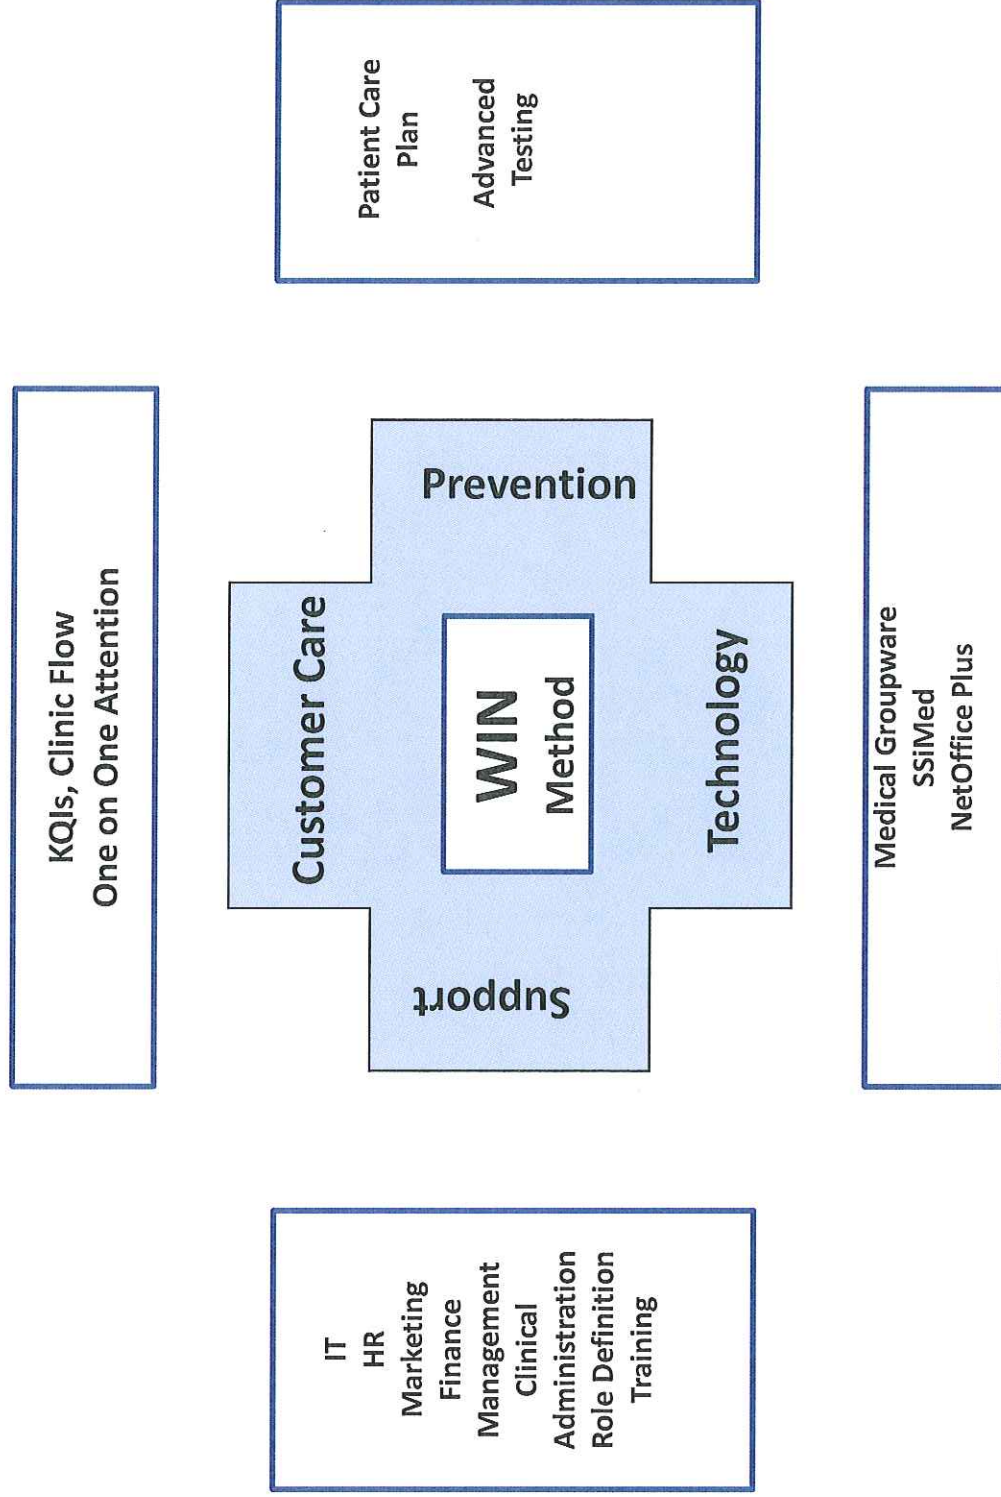 KQIs, Clinic Flow
One on One Attention
IT
HR
Marketing
Finance
Management
Clinical
Administration
Role Definition
Training
Support
Customer Care
WIN
Method
Technology
Prevention
Patient Care
Plan
Advanced
Testing
Medical Groupware
SSiMed
NetOffice Plus